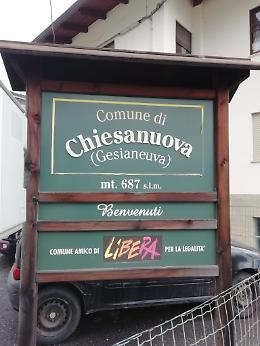 Comune di
Chiesanuova
(Gesianeuva)
mt. 687 s.l.m.
Benvenuti
COMUNE AMICO DI LIBERA PER LA LEGALITA'